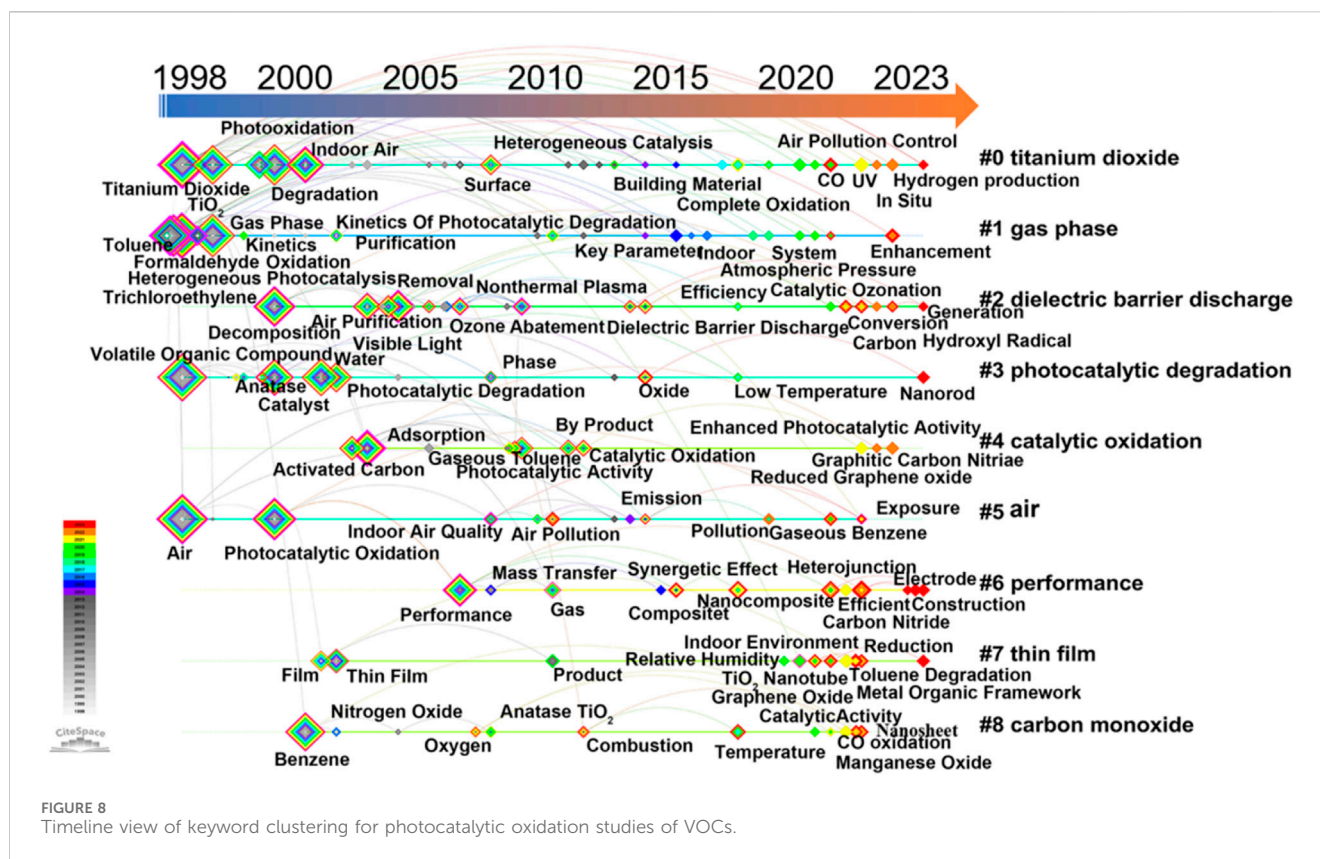 1998 2000 2005 2010 2015 2020 2023
Photooxidation
Indoor Air
Heterogeneous Catalysis
Air Pollution Control
#0 titanium dioxide
Titanium Dioxide
TiO2
Degradation
Surface
Building Material
Complete Oxidation
CO UV
Hydrogen production
In Situ
Gas Phase
Kinetics Of Photocatalytic Degradation
#1 gas phase
Toluene
Kinetics
Purification
Key Parameter
Indoor
System
Enhancement
Formaldehyde Oxidation
Heterogeneous Photocatalysis
Removal
Nonthermal Plasma
Atmospheric Pressure
Efficiency
Catalytic Ozonation
#2 dielectric barrier discharge
Trichloroethylene
Decomposition
Air Purification
Visible Light
Ozone Abatement
Dielectric Barrier Discharge
Generation
Conversion
Carbon
Hydroxyl Radical
Volatile Organic Compound
Water
Phase
#3 photocatalytic degradation
Anatase
Catalyst
Photocatalytic Degradation
Oxide
Low Temperature
Nanorod
Adsorption
By Product
Enhanced Photocatalytic Aotivity
#4 catalytic oxidation
Activated Carbon
Gaseous Toluene
Photocatalytic Activity
Catalytic Oxidation
Graphitic Carbon Nitriae
Reduced Graphene oxide
Emission
Exposure
#5 air
Air
Photocatalytic Oxidation
Indoor Air Quality
Air Pollution
Pollution
Gaseous Benzene
Mass Transfer
Synergetic Effect
Heterojunction
Electrode
#6 performance
Performance
Gas
Compositet
Nanocomposite
Efficient
Construction
Carbon Nitride
Indoor Environment
Reduction
#7 thin film
Film
Thin Film
Product
Relative Humidity
TiO2 Nanotube
Toluene Degradation
Graphene Oxide
Metal Organic Framework
Nitrogen Oxide
Anatase TiO2
CatalyticActivity
#8 carbon monoxide
Benzene
Oxygen
Combustion
Temperature
Nanosheet
CO oxidation
Manganese Oxide
CiteSpace
FIGURE 8
Timeline view of keyword clustering for photocatalytic oxidation studies of VOCs.